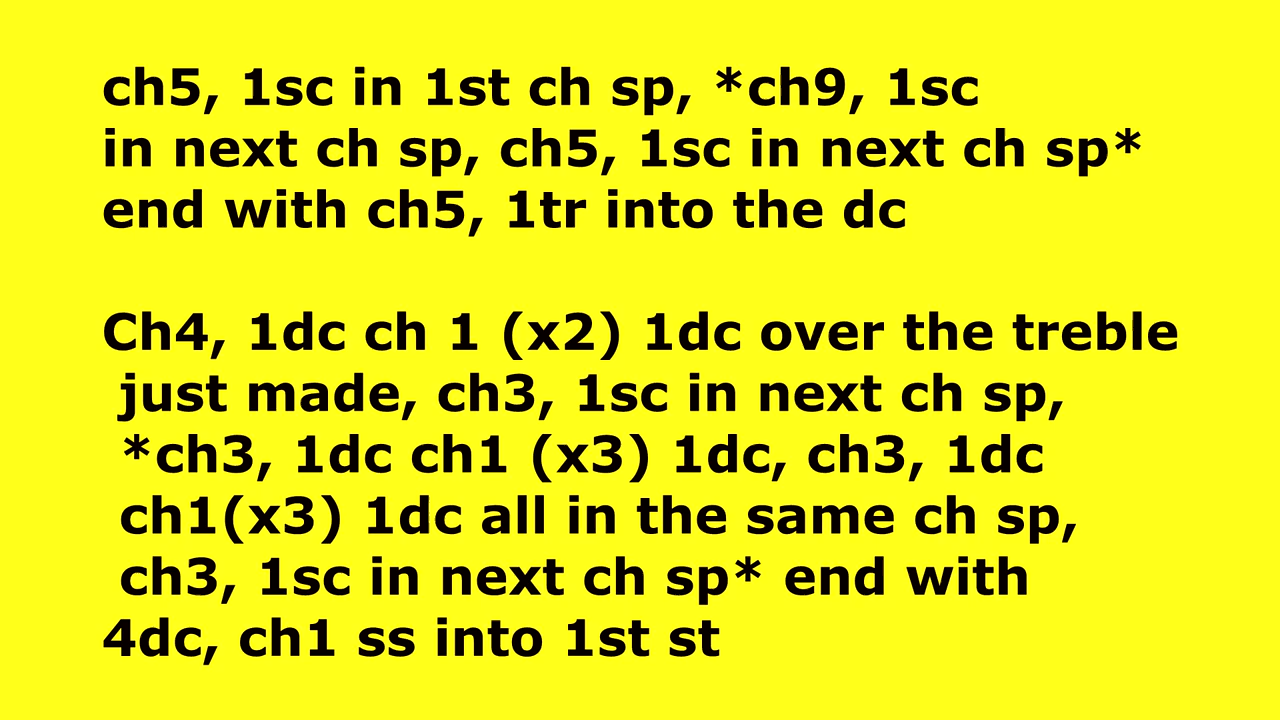 ch5, 1sc in 1st ch sp, *ch9, 1sc
in next ch sp, ch5, 1sc in next ch sp*
end with ch5, 1tr into the dc
Ch4, 1dc ch 1 (x2) 1dc over the treble
just made, ch3, 1sc in next ch sp,
*ch3, 1dc ch1 (x3) 1dc, ch3, 1dc
ch1(x3) 1dc all in the same ch sp,
ch3, 1sc in next ch sp* end with
4dc, ch1 ss into 1st st